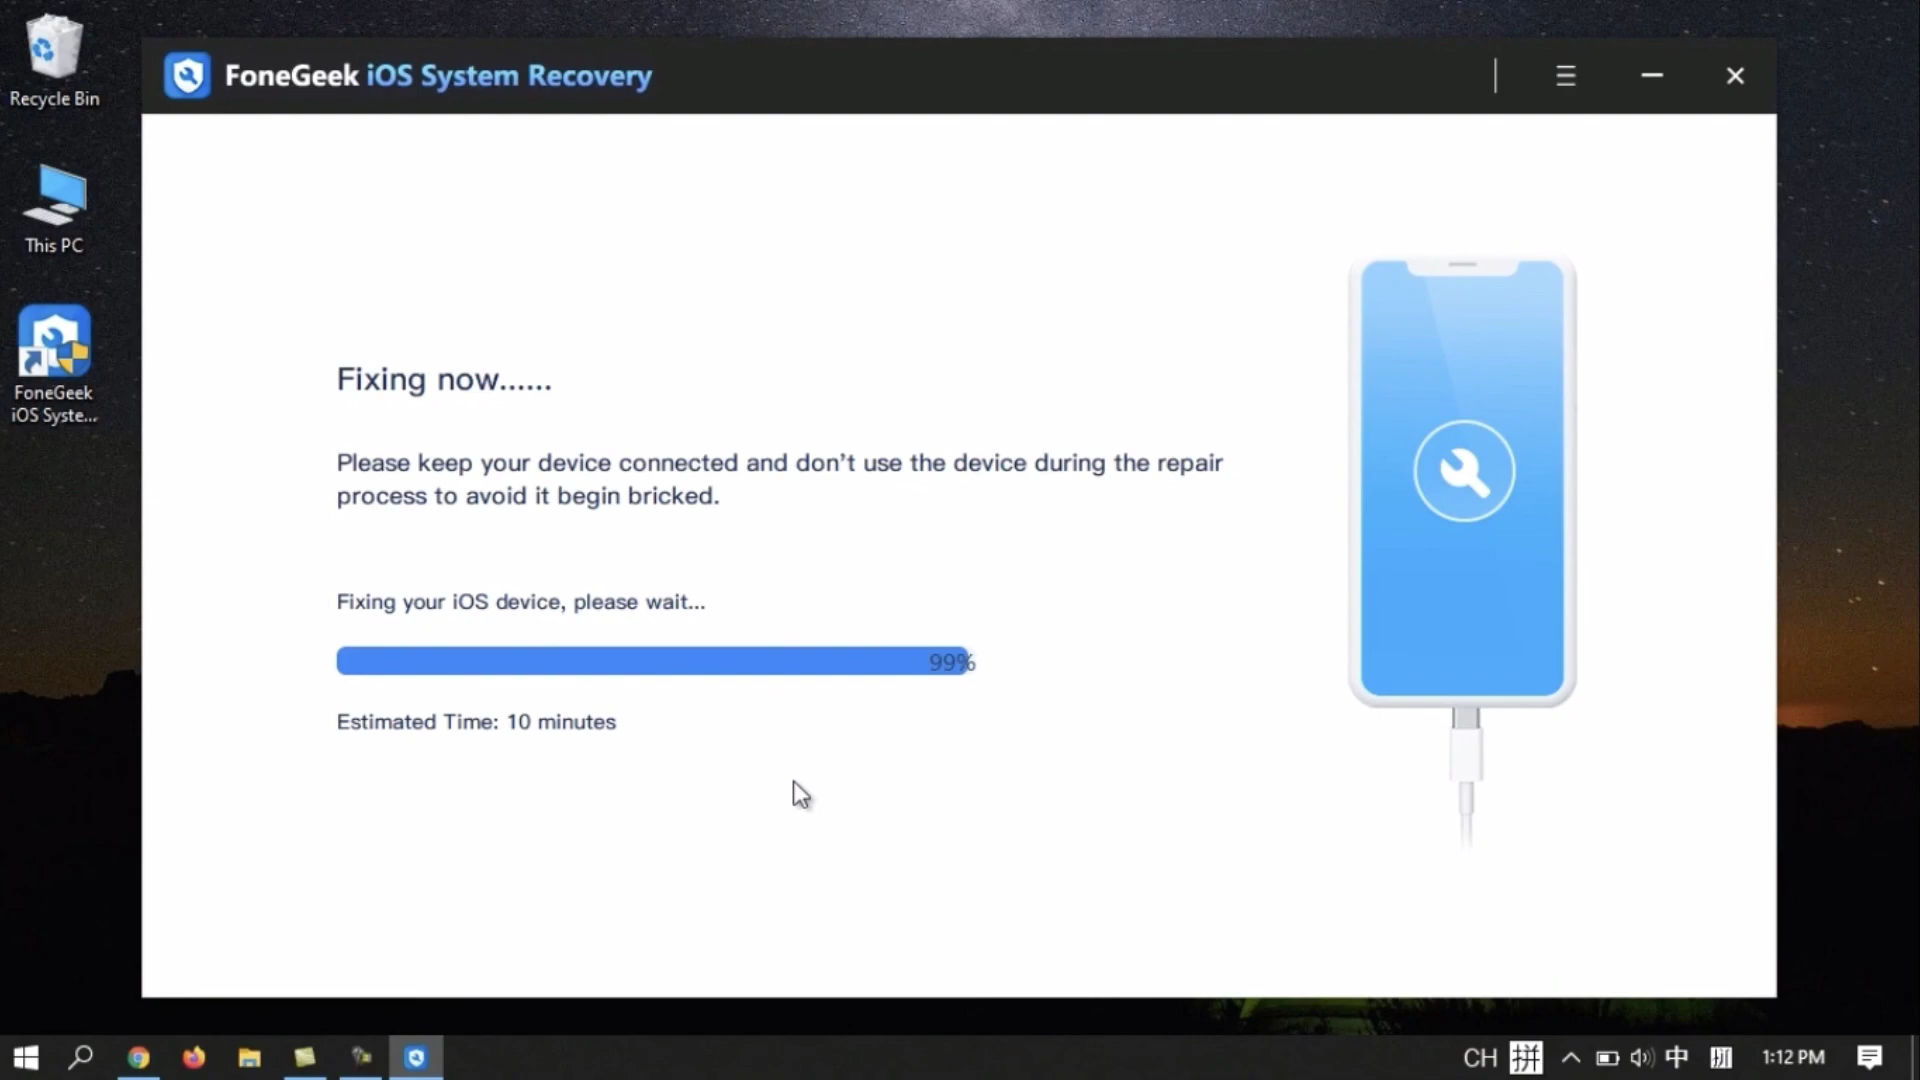 Recycle Bin
This PC
FoneGeek
iOS Syste...
FoneGeek iOS System Recovery
Fixing now......
Please keep your device connected and don't use the device during the repair
process to avoid it begin bricked.
Fixing your iOS device, please wait...
99%
Estimated Time: 10 minutes
CH 拼 中 拼 1:12 PM